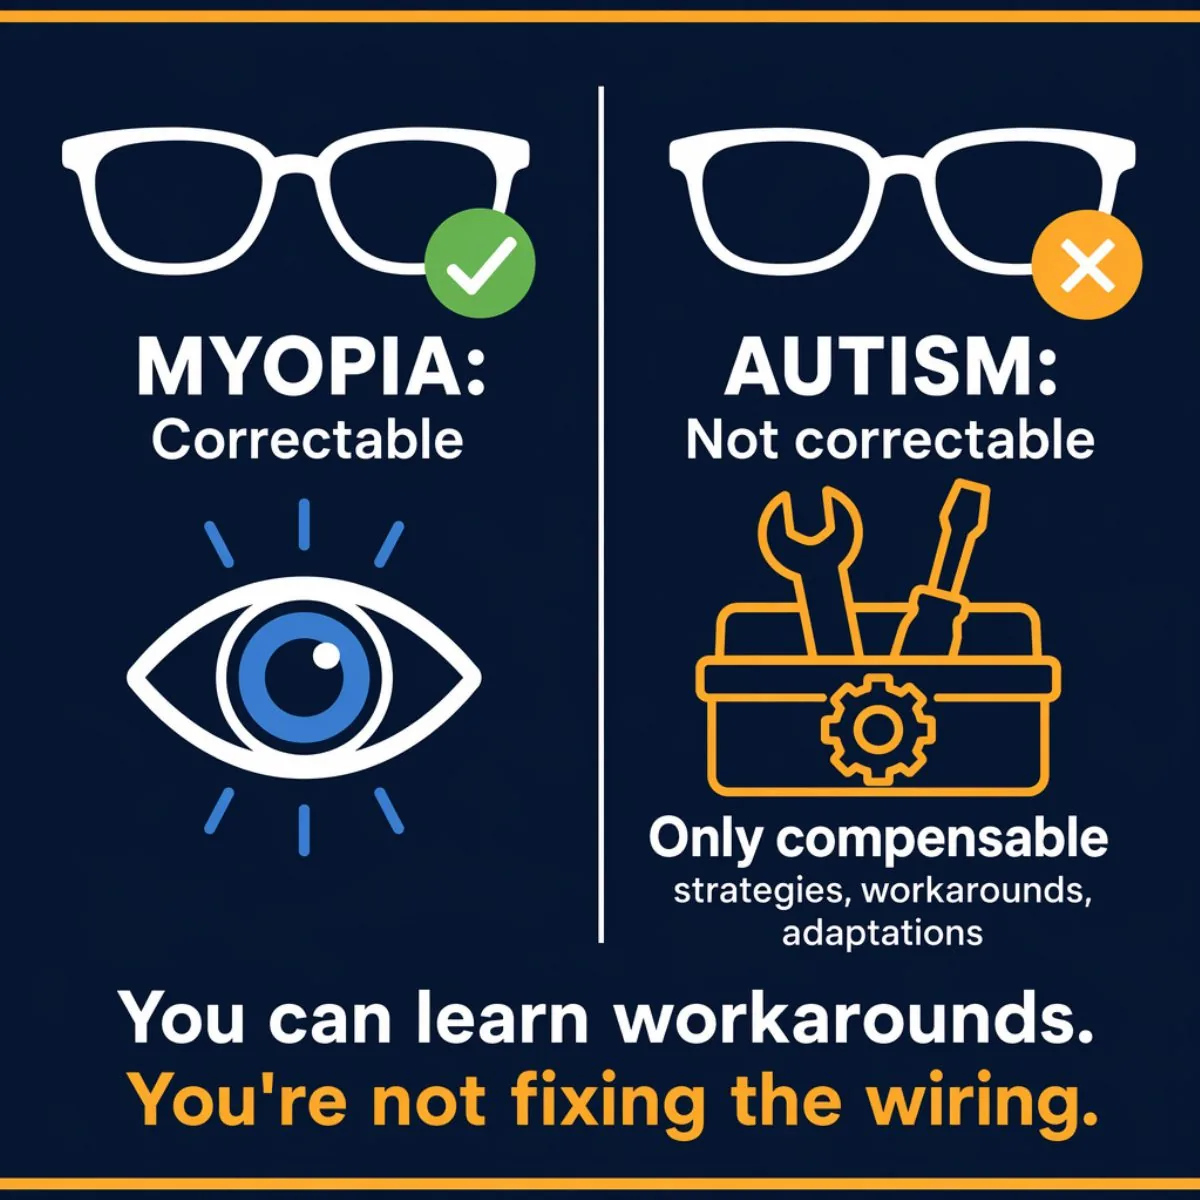 MYOPIA:
Correctable
AUTISM:
Not correctable
Only compensable
strategies, workarounds,
adaptations
You can learn workarounds.
You're not fixing the wiring.